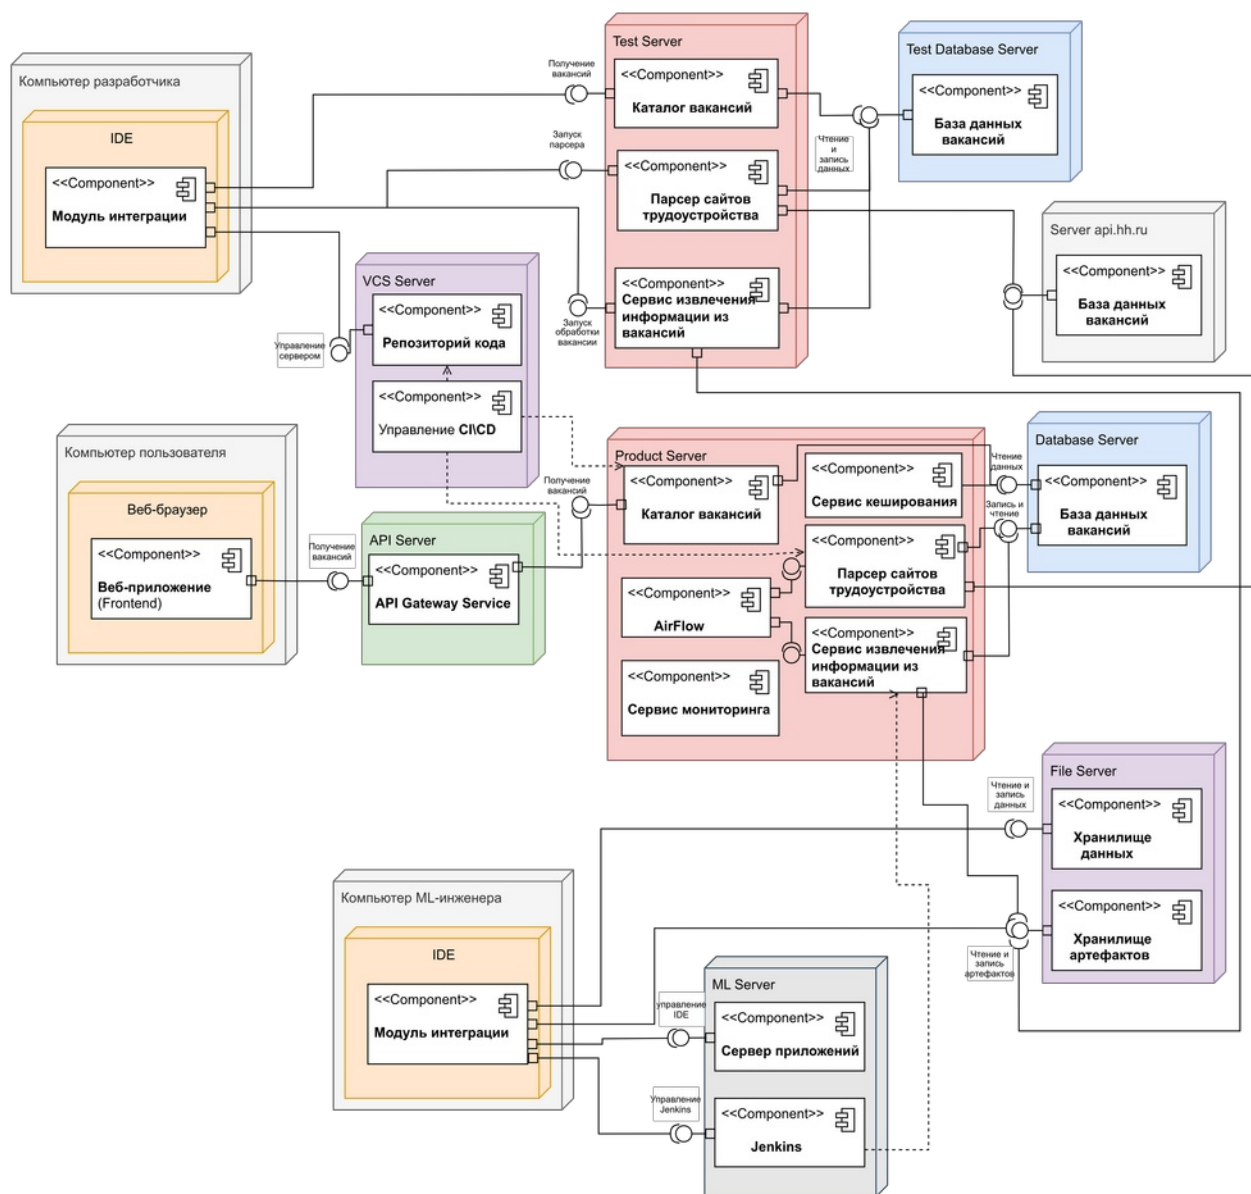 Компьютер разработчика
IDE
<<Component>>
Модуль интеграции
Test Server
<<Component>>
Каталог вакансий
<<Component>>
Парсер сайтов
трудоустройства
<<Component>>
Сервис извлечения
информации из
вакансий
Получение
вакансий
Запуск
парсера
Запуск
обработки
вакансии
Чтение
и
запись
данных
Test Database Server
<<Component>>
База данных
вакансий
Server api.hh.ru
<<Component>>
База данных
вакансий
VCS Server
<<Component>>
Репозиторий кода
<<Component>>
Управление CI\CD
Управление
сервером
Компьютер пользователя
Веб-браузер
<<Component>>
Веб-приложение
(Frontend)
Получение
вакансий
API Server
<<Component>>
API Gateway Service
Получение
вакансий
Product Server
<<Component>>
Каталог вакансий
<<Component>>
Сервис кеширования
<<Component>>
Парсер сайтов
трудоустройства
<<Component>>
AirFlow
<<Component>>
Сервис извлечения
информации из
вакансий
<<Component>>
Сервис мониторинга
Чтение
данных
Запись и
чтение
Database Server
<<Component>>
База данных
вакансий
File Server
<<Component>>
Хранилище
данных
<<Component>>
Хранилище
артефактов
Чтение и
запись
данных
Чтение и
запись
артефактов
Компьютер ML-инженера
IDE
<<Component>>
Модуль интеграции
управление
IDE
Управление
Jenkins
ML Server
<<Component>>
Сервер приложений
<<Component>>
Jenkins